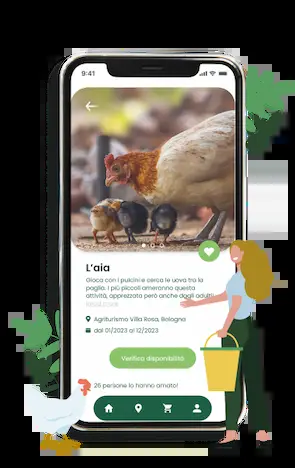 9:41
L'aia
Gioca con i pulcini e cerca le uova tra la
paglia. I più piccoli ameranno questa
attività, apprezzata però anche dagli adulti.
Agriturismo Villa Rosa, Bologna
dal 01/2023 al 12/2023
Verifica disponibilità
26 persone lo hanno amato!